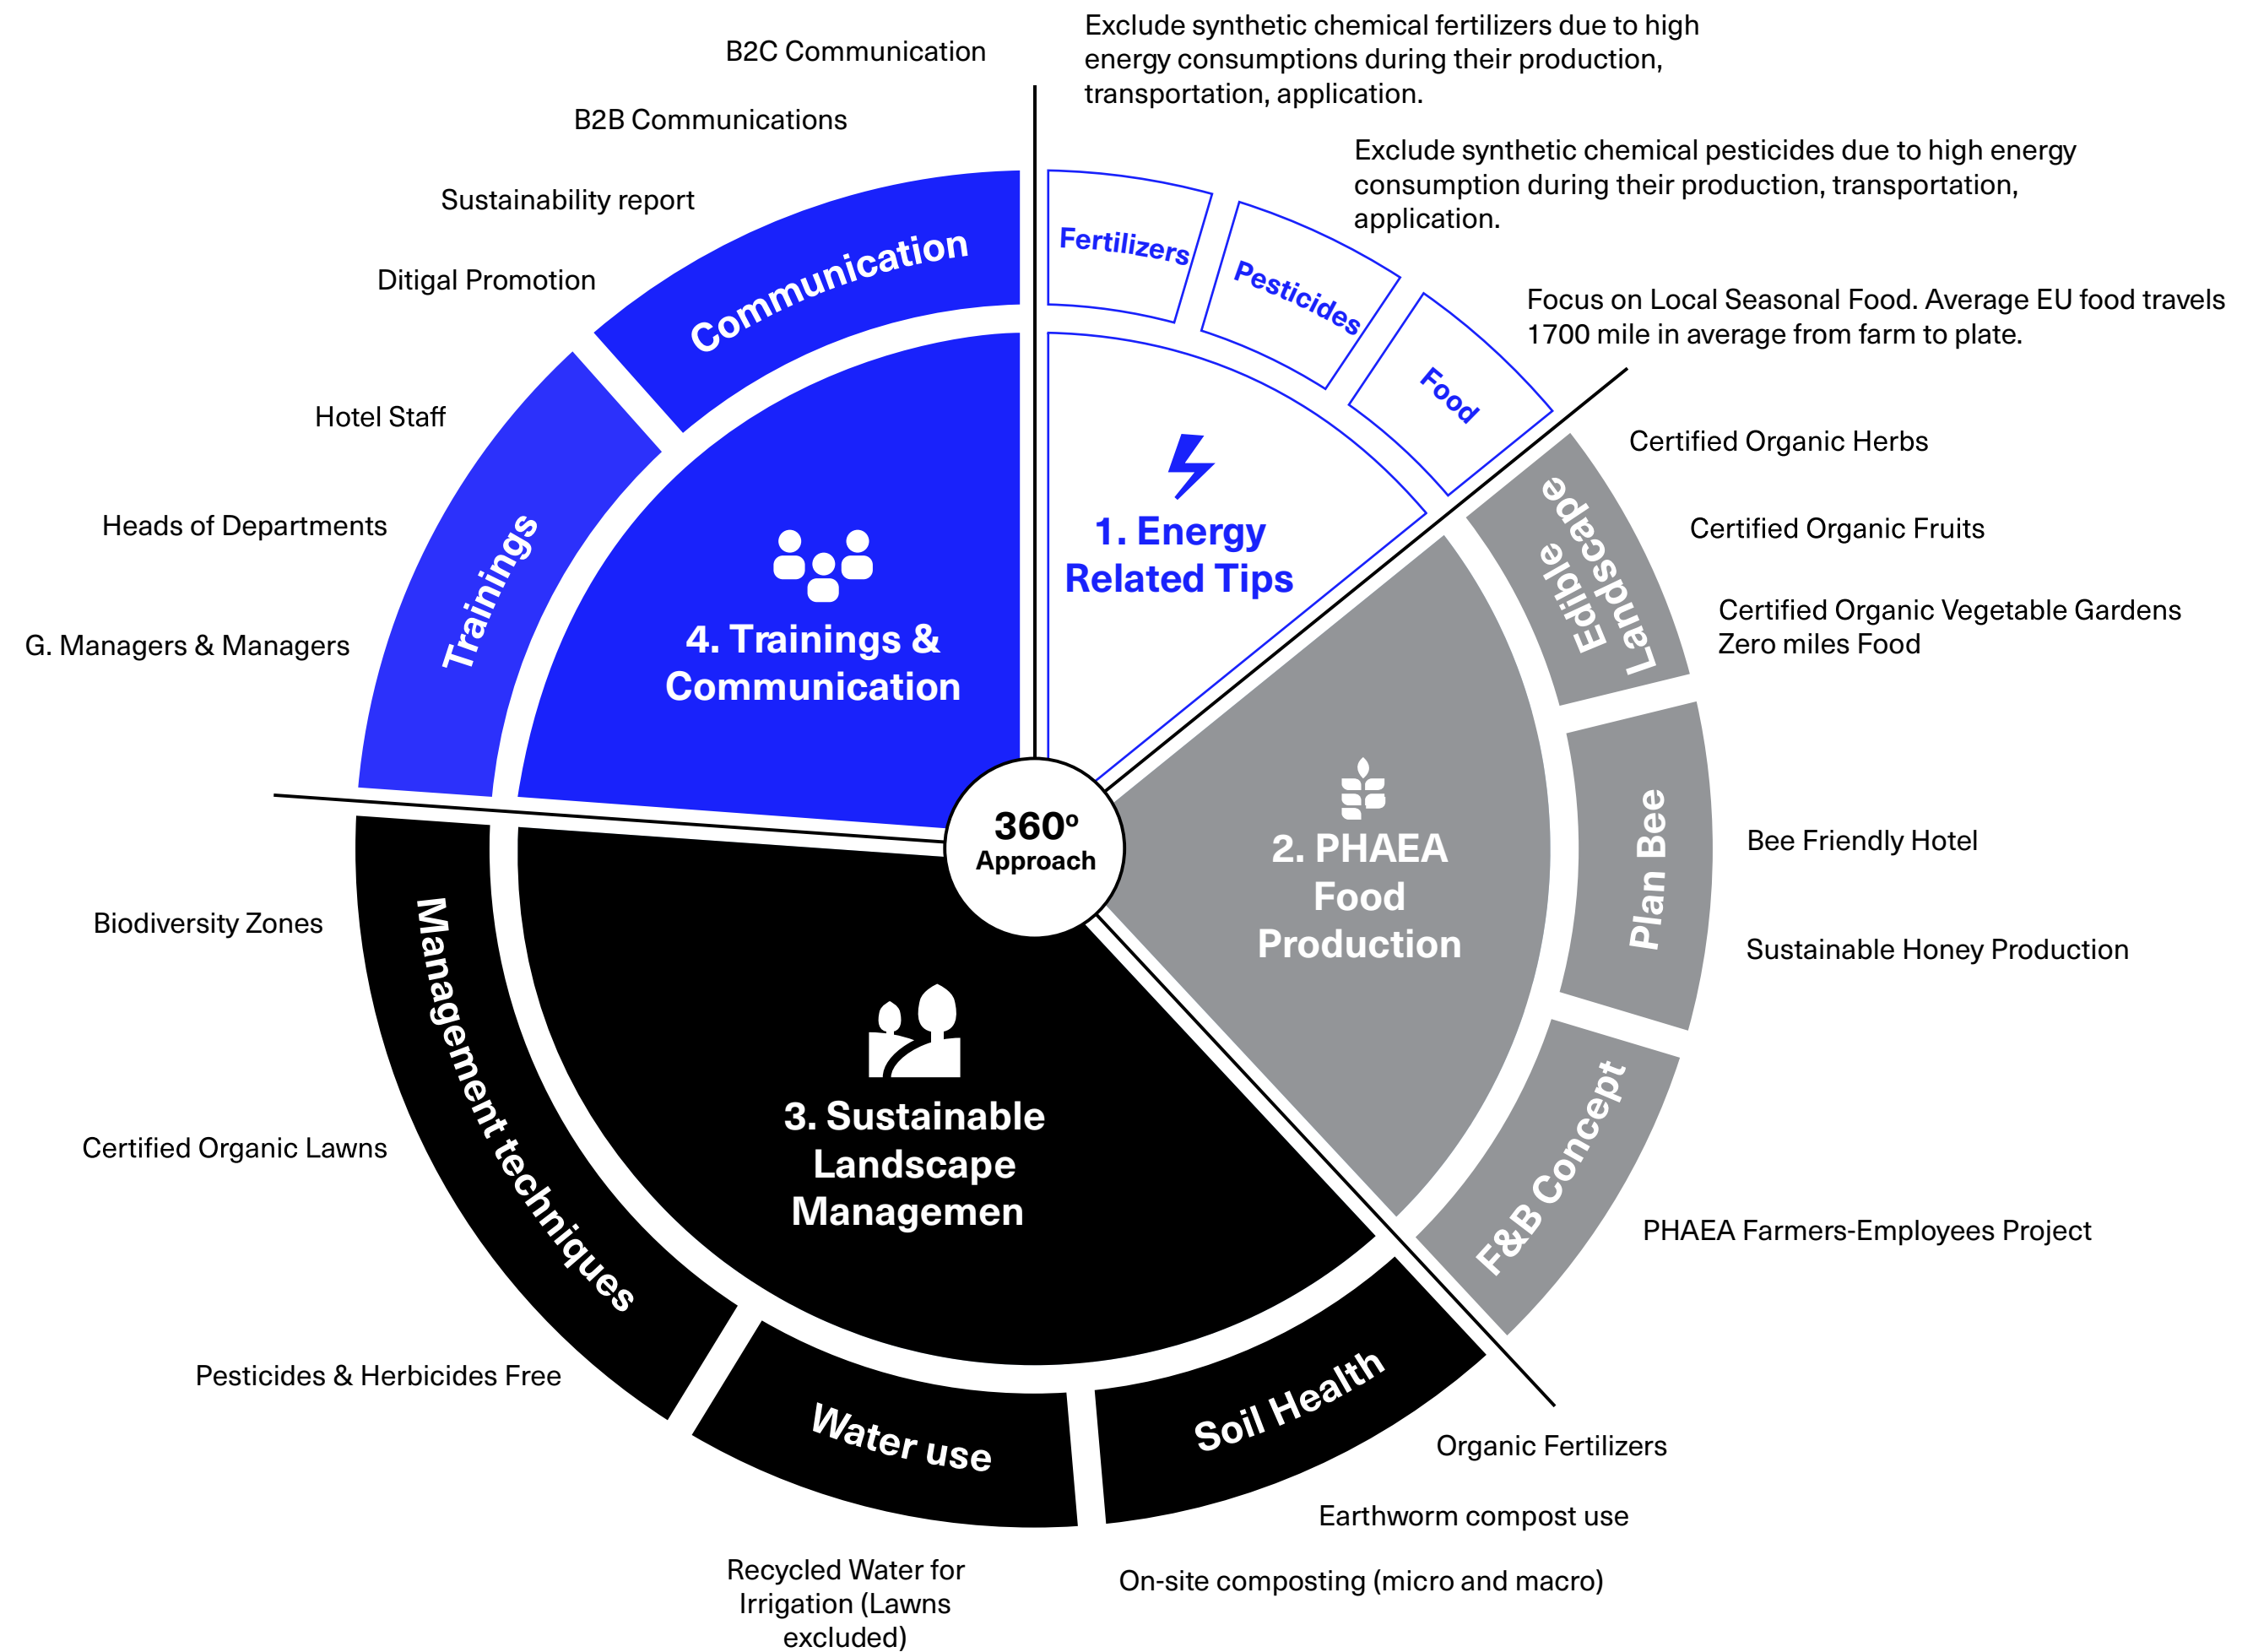 B2C Communication
B2B Communications
Sustainability report
Ditigal Promotion
Communication
Hotel Staff
Heads of Departments
G. Managers & Managers
Trainings
4. Trainings &
Communication
Exclude synthetic chemical fertilizers due to high
energy consumptions during their production,
transportation, application.
Exclude synthetic chemical pesticides due to high energy
consumption during their production, transportation,
application.
Focus on Local Seasonal Food. Average EU food travels
1700 mile in average from farm to plate.
Fertilizers
Pesticides
Food
1. Energy
Related Tips
Certified Organic Herbs
Certified Organic Fruits
Certified Organic Vegetable Gardens
Zero miles Food
Edible
Landscape
Plan Bee
Bee Friendly Hotel
Sustainable Honey Production
F&B Concept
PHAEA Farmers-Employees Project
2. PHAEA
Food
Production
360º
Approach
3. Sustainable
Landscape
Managemen
Biodiversity Zones
Certified Organic Lawns
Pesticides & Herbicides Free
Management techniques
Water use
Recycled Water for
Irrigation (Lawns
excluded)
Soil Health
Organic Fertilizers
Earthworm compost use
On-site composting (micro and macro)